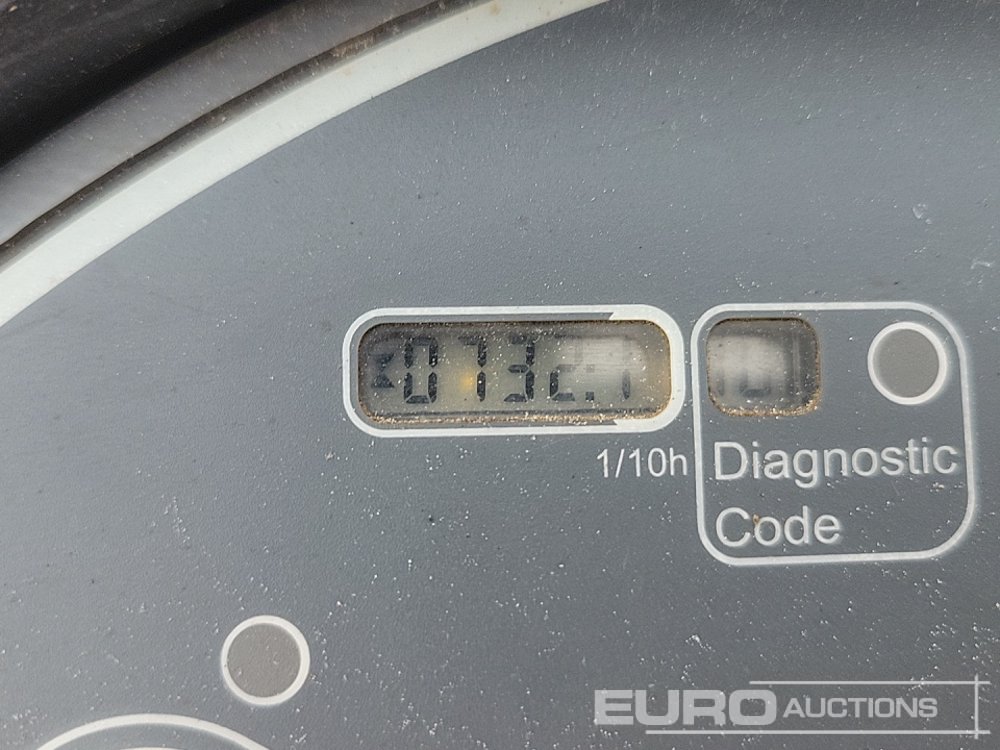 0732.1
1/10h
Diagnostic
Code
EURO AUCTIONS